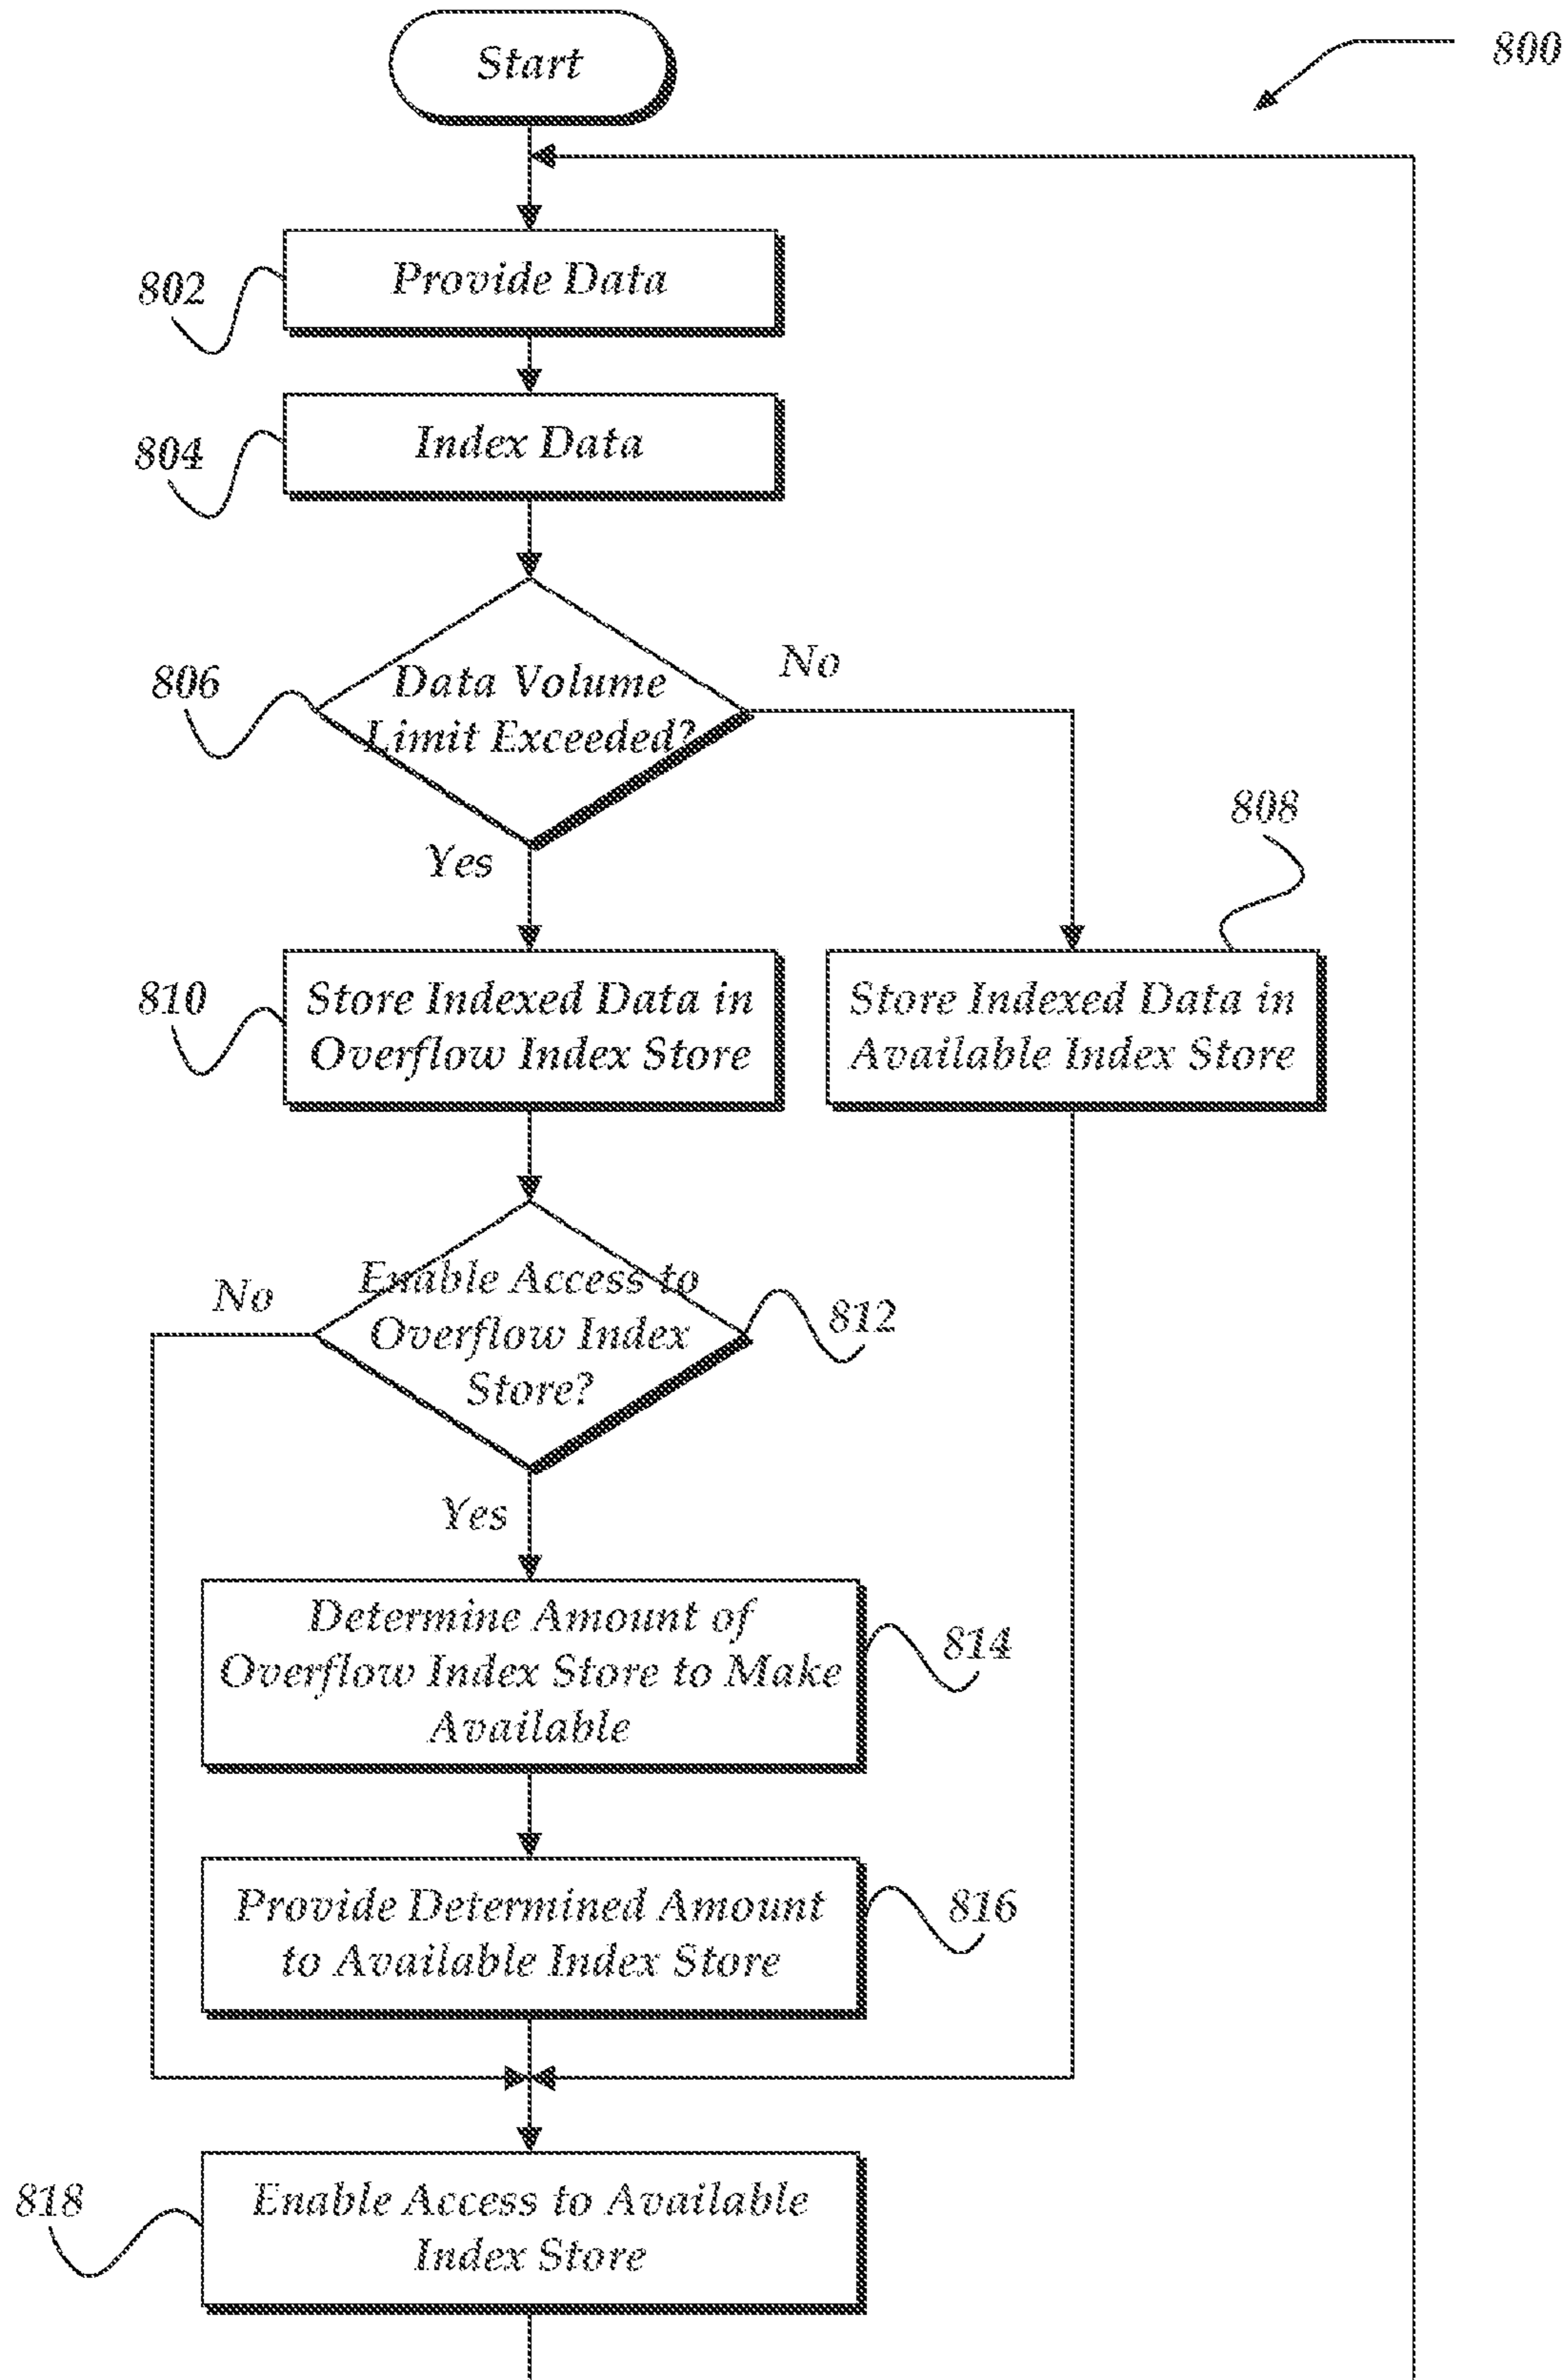 Start
800
802
Provide Data
804
Index Data
806
Data Volume
Limit Exceeded?
No
Yes
808
810
Store Indexed Data in
Overflow Index Store
Store Indexed Data in
Available Index Store
No
Enable Access to
Overflow Index
Store?
812
Yes
Determine Amount of
Overflow Index Store to Make
Available
814
Provide Determined Amount
to Available Index Store
816
818
Enable Access to Available
Index Store